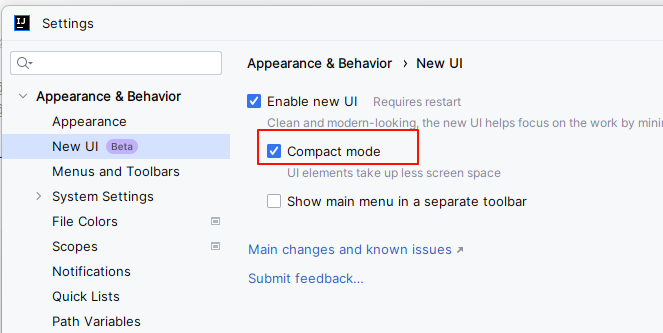 IJ
Settings
Appearance & Behavior
Appearance
New UI Beta
Menus and Toolbars
System Settings
File Colors
Scopes
Notifications
Quick Lists
Path Variables
Appearance & Behavior › New UI
Enable new UI Requires restart
Clean and modern-looking, the new UI helps focus on the work by mini
Compact mode
UI elements take up less screen space
Show main menu in a separate toolbar
Main changes and known issues ↗
Submit feedback...